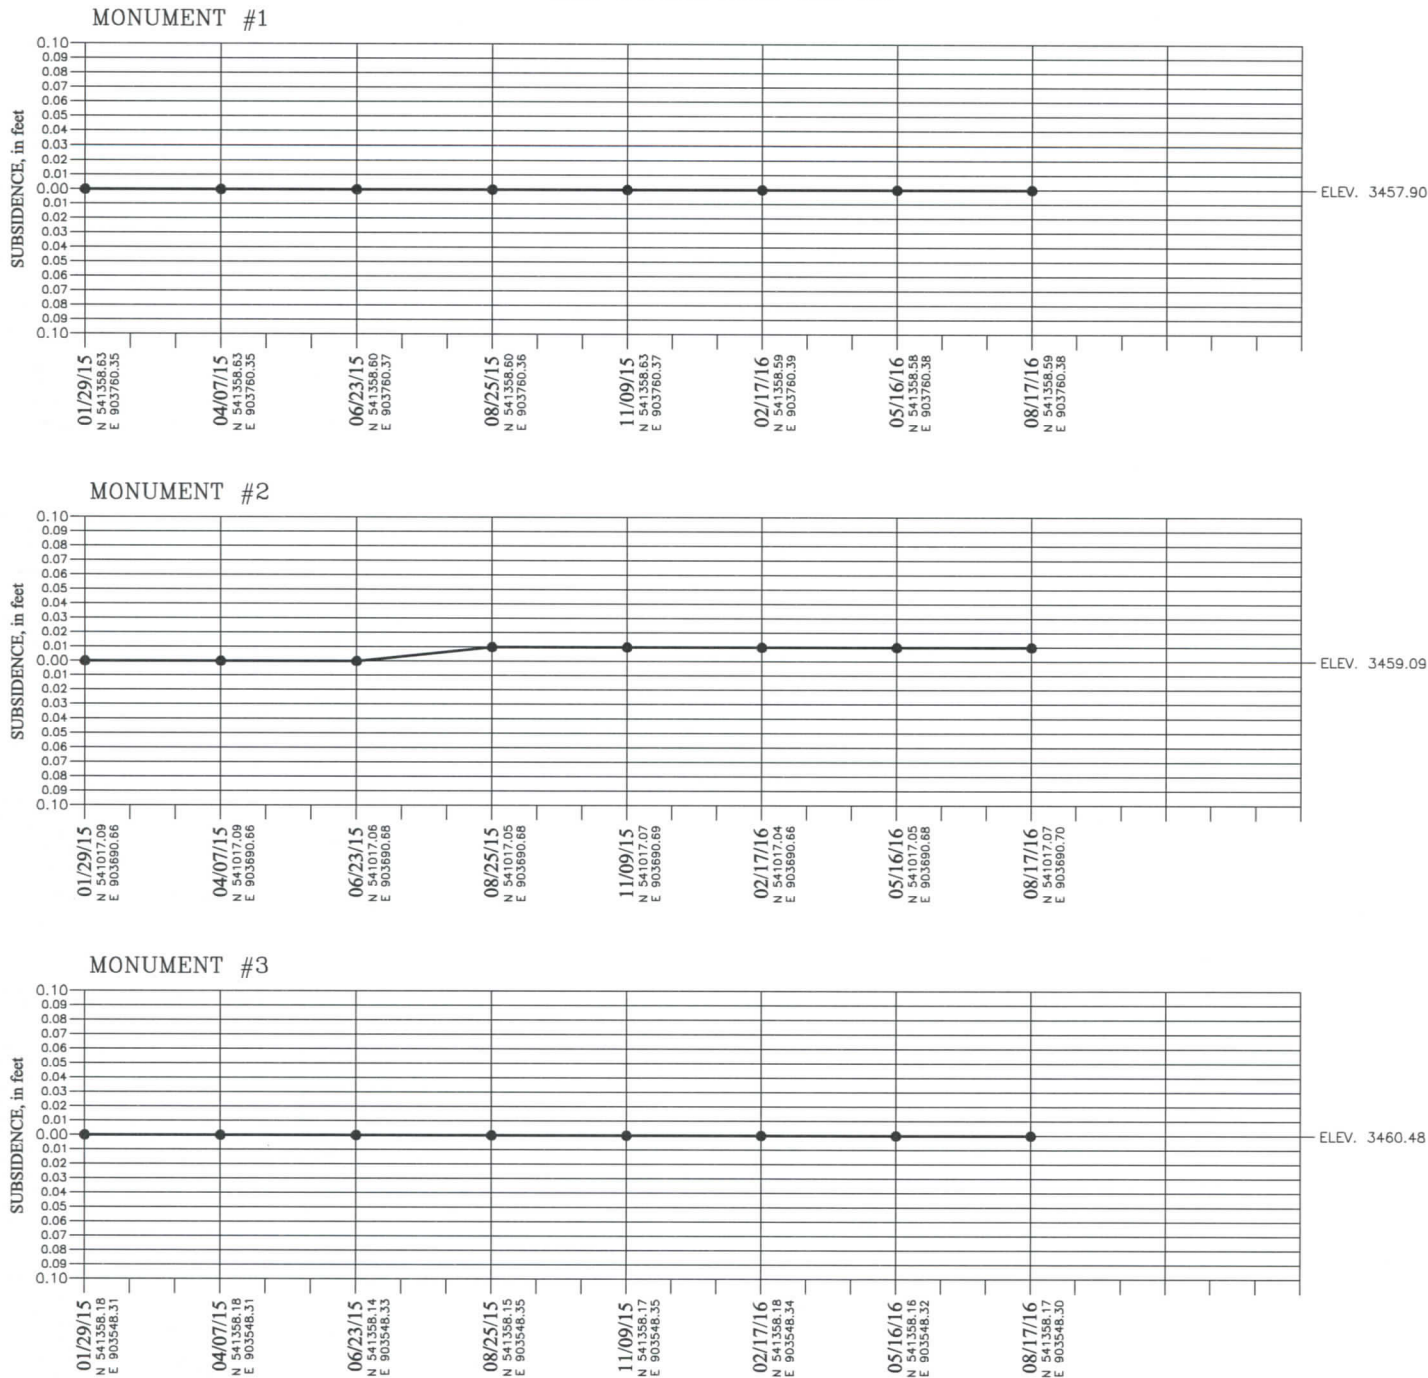 MONUMENT #1
SUBSIDENCE, in feet
0.10
0.09
0.08
0.07
0.06
0.05
0.04
0.03
0.02
0.01
0.00
0.01
0.02
0.03
0.04
0.05
0.06
0.07
0.08
0.09
0.10
ELEV. 3457.90
01/29/15
N 541358.63
E 903760.35
04/07/15
N 541358.63
E 903760.35
06/23/15
N 541358.60
E 903760.37
08/25/15
N 541358.60
E 903760.36
11/09/15
N 541358.63
E 903760.37
02/17/16
N 541358.59
E 903760.39
05/16/16
N 541358.58
E 903760.38
08/17/16
N 541358.59
E 903760.38
MONUMENT #2
SUBSIDENCE, in feet
0.10
0.09
0.08
0.07
0.06
0.05
0.04
0.03
0.02
0.01
0.00
0.01
0.02
0.03
0.04
0.05
0.06
0.07
0.08
0.09
0.10
ELEV. 3459.09
01/29/15
N 541017.09
E 903690.66
04/07/15
N 541017.09
E 903690.66
06/23/15
N 541017.06
E 903690.68
08/25/15
N 541017.05
E 903690.68
11/09/15
N 541017.07
E 903690.69
02/17/16
N 541017.04
E 903690.66
05/16/16
N 541017.05
E 903690.68
08/17/16
N 541017.07
E 903690.70
MONUMENT #3
SUBSIDENCE, in feet
0.10
0.09
0.08
0.07
0.06
0.05
0.04
0.03
0.02
0.01
0.00
0.01
0.02
0.03
0.04
0.05
0.06
0.07
0.08
0.09
0.10
ELEV. 3460.48
01/29/15
N 541358.18
E 903548.31
04/07/15
N 541358.18
E 903548.31
06/23/15
N 541358.14
E 903548.33
08/25/15
N 541358.15
E 903548.35
11/09/15
N 541358.17
E 903548.35
02/17/16
N 541358.18
E 903548.34
05/16/16
N 541358.16
E 903548.32
08/17/16
N 541358.17
E 903548.30